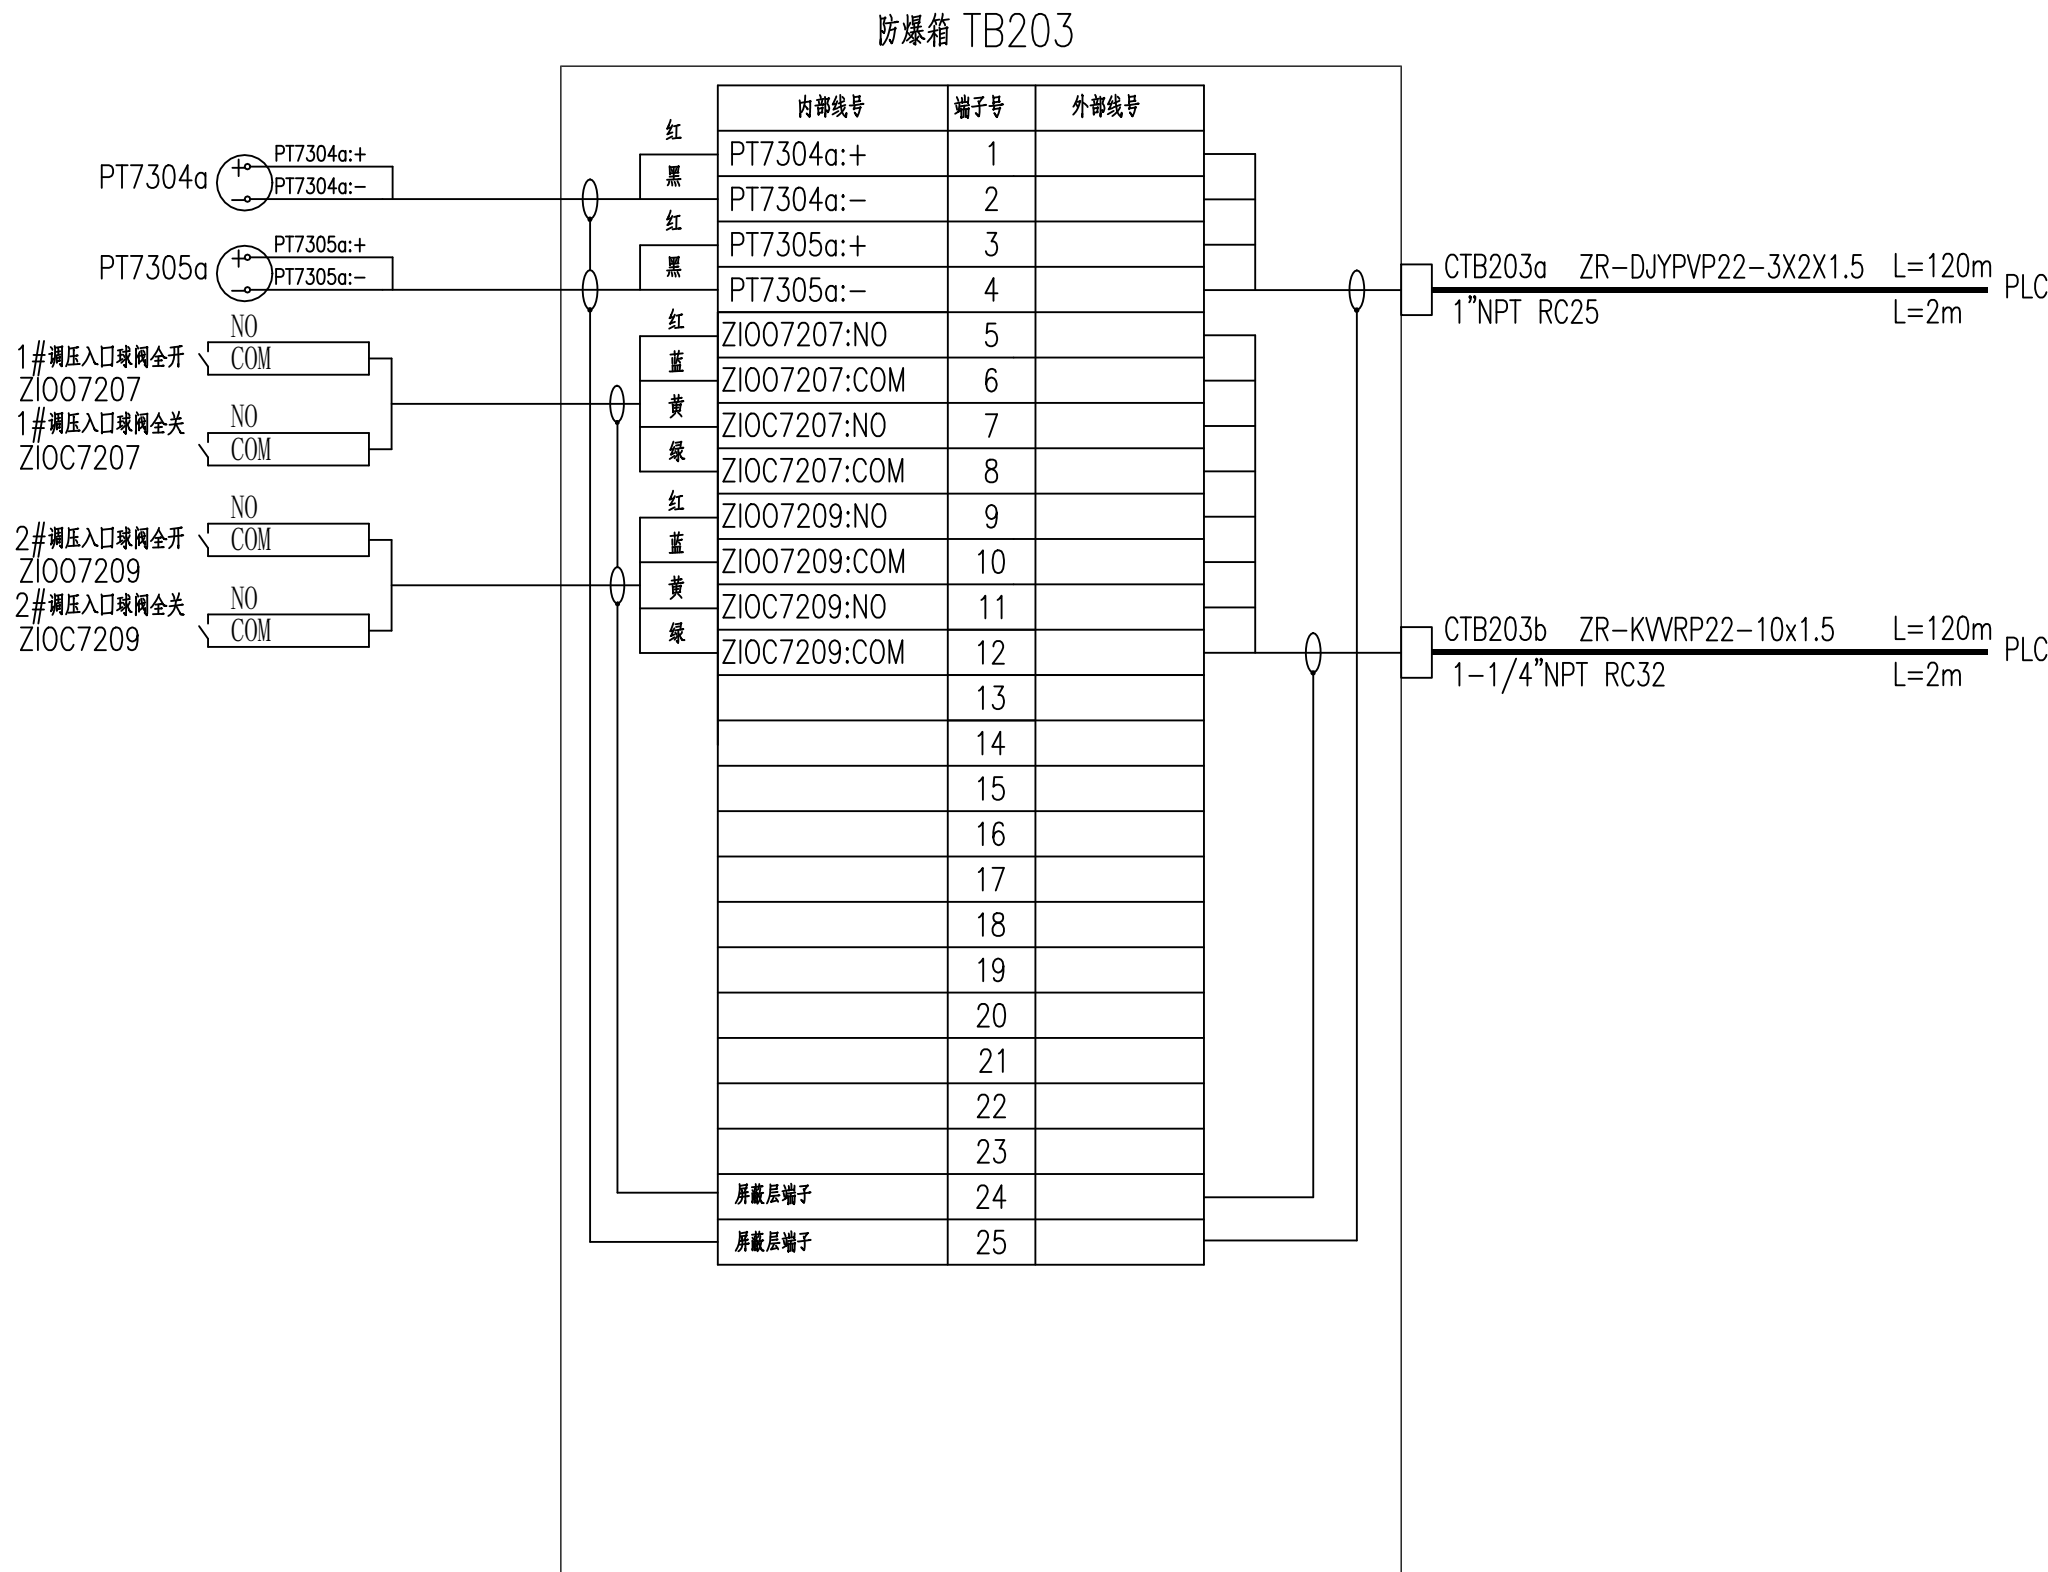 防爆箱 TB203
内部线号 端子号 外部线号
红
PT7304a:+ 1
黑
PT7304a:- 2
红
PT7305a:+ 3
黑
PT7305a:- 4
红
ZIOO7207:NO 5
蓝
ZIOO7207:COM 6
黄
ZIOC7207:NO 7
绿
ZIOC7207:COM 8
红
ZIOO7209:NO 9
蓝
ZIOO7209:COM 10
黄
ZIOC7209:NO 11
绿
ZIOC7209:COM 12
13
14
15
16
17
18
19
20
21
22
23
屏蔽层端子 24
屏蔽层端子 25
PT7304a
PT7304a:+
PT7304a:-
PT7305a
PT7305a:+
PT7305a:-
NO
1#调压入口球阀全开 COM
ZIOO7207
NO
1#调压入口球阀全关
COM
ZIOC7207
NO
2#调压入口球阀全开 COM
ZIOO7209
NO
2#调压入口球阀全关
COM
ZIOC7209
CTB203a ZR-DJYPVP22-3X2X1.5 L=120m
PLC
1"NPT RC25 L=2m
CTB203b ZR-KVVRP22-10x1.5 L=120m
PLC
1-1/4"NPT RC32 L=2m